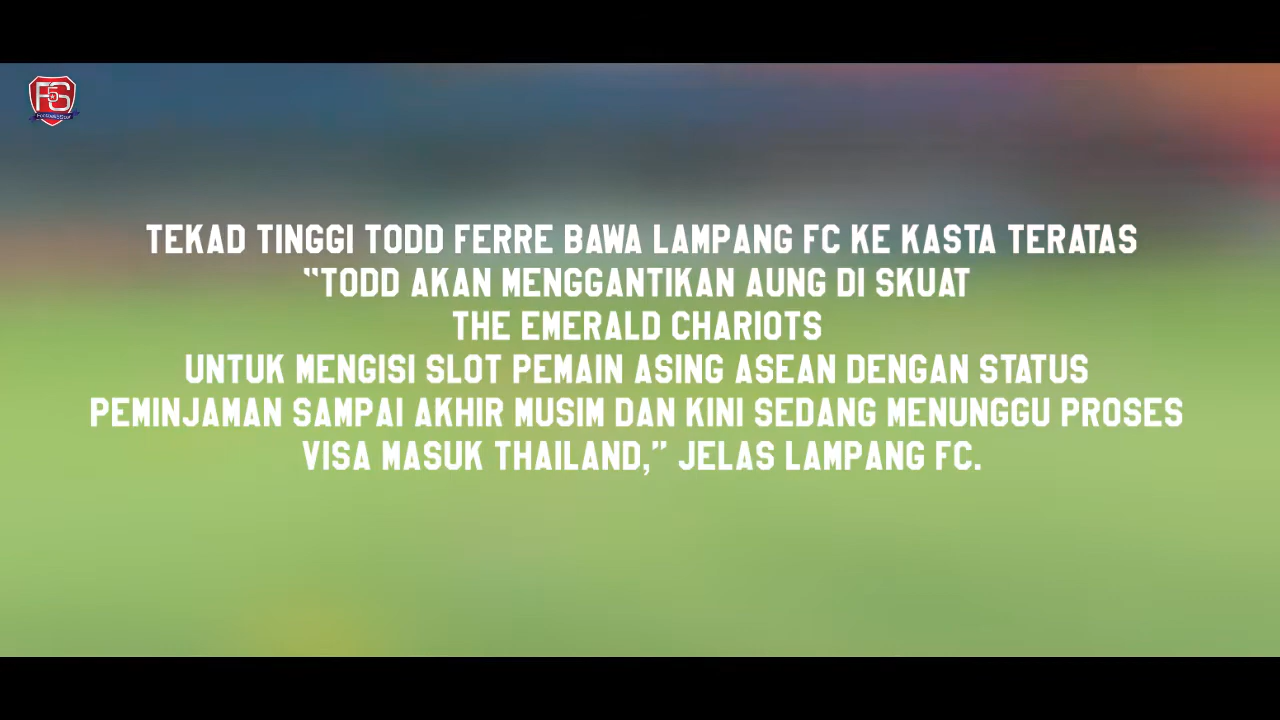 TEKAD TINGGI TODD FERRE BAWA LAMPANG FC KE KASTA TERATAS
“TODD AKAN MENGGANTIKAN AUNG DI SKUAT
THE EMERALD CHARIOTS
UNTUK MENGISI SLOT PEMAIN ASING ASEAN DENGAN STATUS
PEMINJAMAN SAMPAI AKHIR MUSIM DAN KINI SEDANG MENUNGGU PROSES
VISA MASUK THAILAND,” JELAS LAMPANG FC.